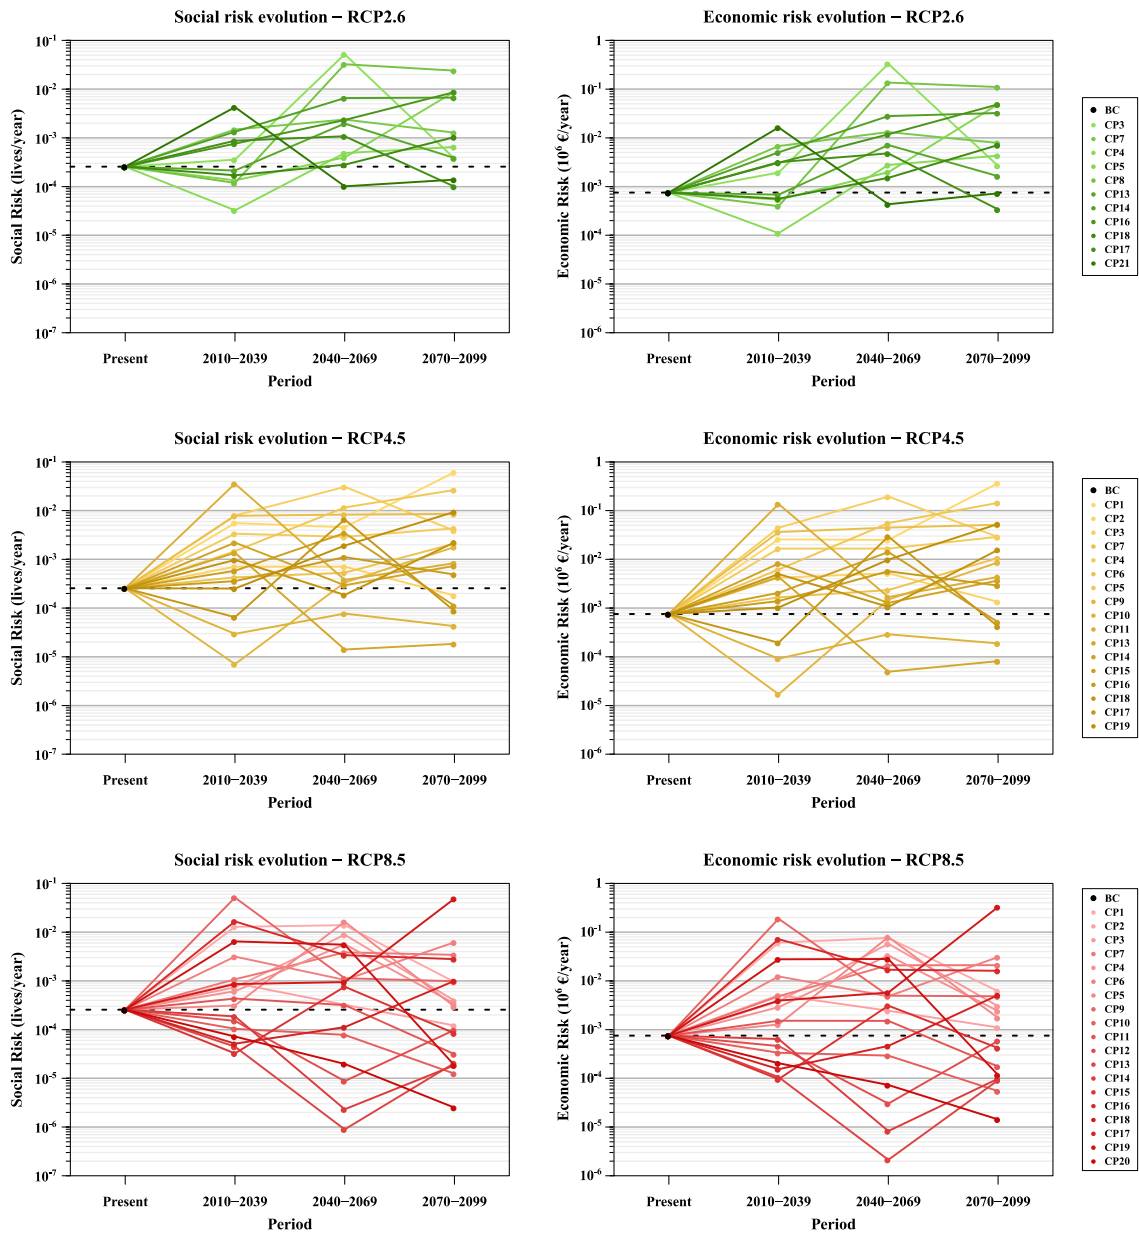 Social risk evolution − RCP2.6
Social Risk (lives/year)
10⁻¹
10⁻²
10⁻³
10⁻⁴
10⁻⁵
10⁻⁶
10⁻⁷
Present 2010−2039 2040−2069 2070−2099
Period
Economic risk evolution − RCP2.6
Economic Risk (10⁶ €/year)
1
10⁻¹
10⁻²
10⁻³
10⁻⁴
10⁻⁵
10⁻⁶
Present 2010−2039 2040−2069 2070−2099
Period
BC
CP3
CP7
CP4
CP5
CP8
CP13
CP14
CP16
CP18
CP17
CP21
Social risk evolution − RCP4.5
Social Risk (lives/year)
10⁻¹
10⁻²
10⁻³
10⁻⁴
10⁻⁵
10⁻⁶
10⁻⁷
Present 2010−2039 2040−2069 2070−2099
Period
Economic risk evolution − RCP4.5
Economic Risk (10⁶ €/year)
1
10⁻¹
10⁻²
10⁻³
10⁻⁴
10⁻⁵
10⁻⁶
Present 2010−2039 2040−2069 2070−2099
Period
BC
CP1
CP2
CP3
CP7
CP4
CP6
CP5
CP9
CP10
CP11
CP13
CP14
CP15
CP16
CP18
CP17
CP19
Social risk evolution − RCP8.5
Social Risk (lives/year)
10⁻¹
10⁻²
10⁻³
10⁻⁴
10⁻⁵
10⁻⁶
10⁻⁷
Present 2010−2039 2040−2069 2070−2099
Period
Economic risk evolution − RCP8.5
Economic Risk (10⁶ €/year)
1
10⁻¹
10⁻²
10⁻³
10⁻⁴
10⁻⁵
10⁻⁶
Present 2010−2039 2040−2069 2070−2099
Period
BC
CP1
CP2
CP3
CP7
CP4
CP6
CP5
CP9
CP10
CP11
CP12
CP13
CP14
CP15
CP16
CP18
CP17
CP19
CP20